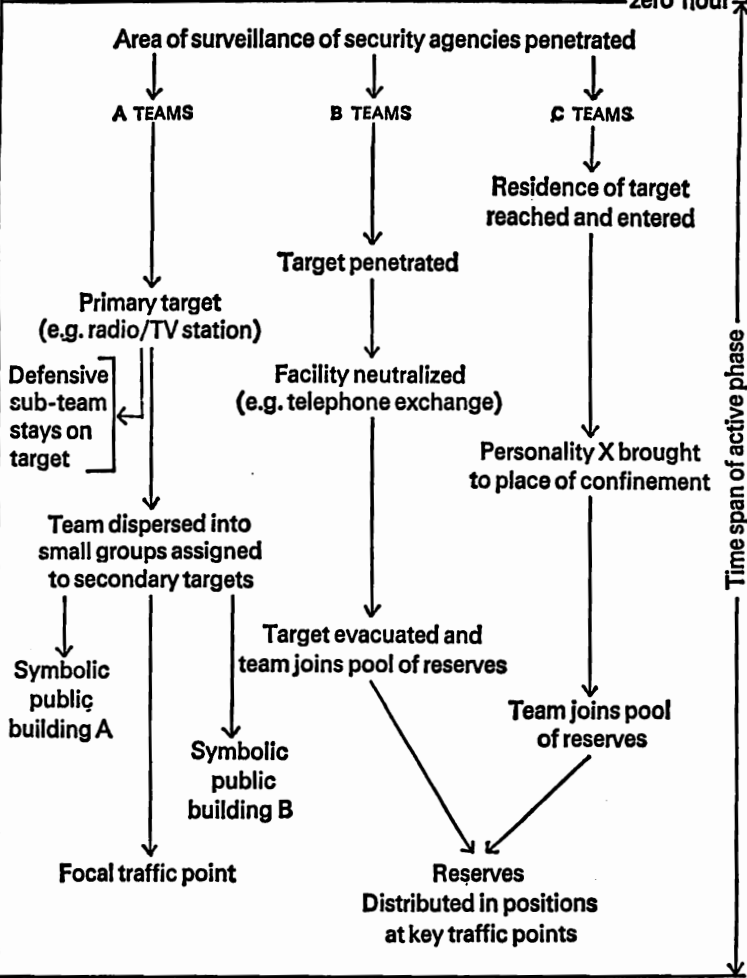 zero hour
Area of surveillance of security agencies penetrated
A TEAMS
B TEAMS
C TEAMS
Residence of target
reached and entered
Target penetrated
Primary target
(e.g. radio/TV station)
Defensive
sub-team
stays on
target
Facility neutralized
(e.g. telephone exchange)
Personality X brought
to place of confinement
Team dispersed into
small groups assigned
to secondary targets
Target evacuated and
team joins pool of reserves
Symbolic
public
building A
Team joins pool
of reserves
Symbolic
public
building B
Focal traffic point
Reserves
Distributed in positions
at key traffic points
Time span of active phase